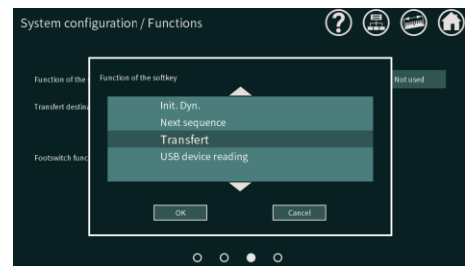 System configuration / Functions
?
Function of the
Function of the softkey
Not used
Init. Dyn.
Next sequence
Transfert
USB device reading
Transfert destina
Footswitch func
OK
Cancel